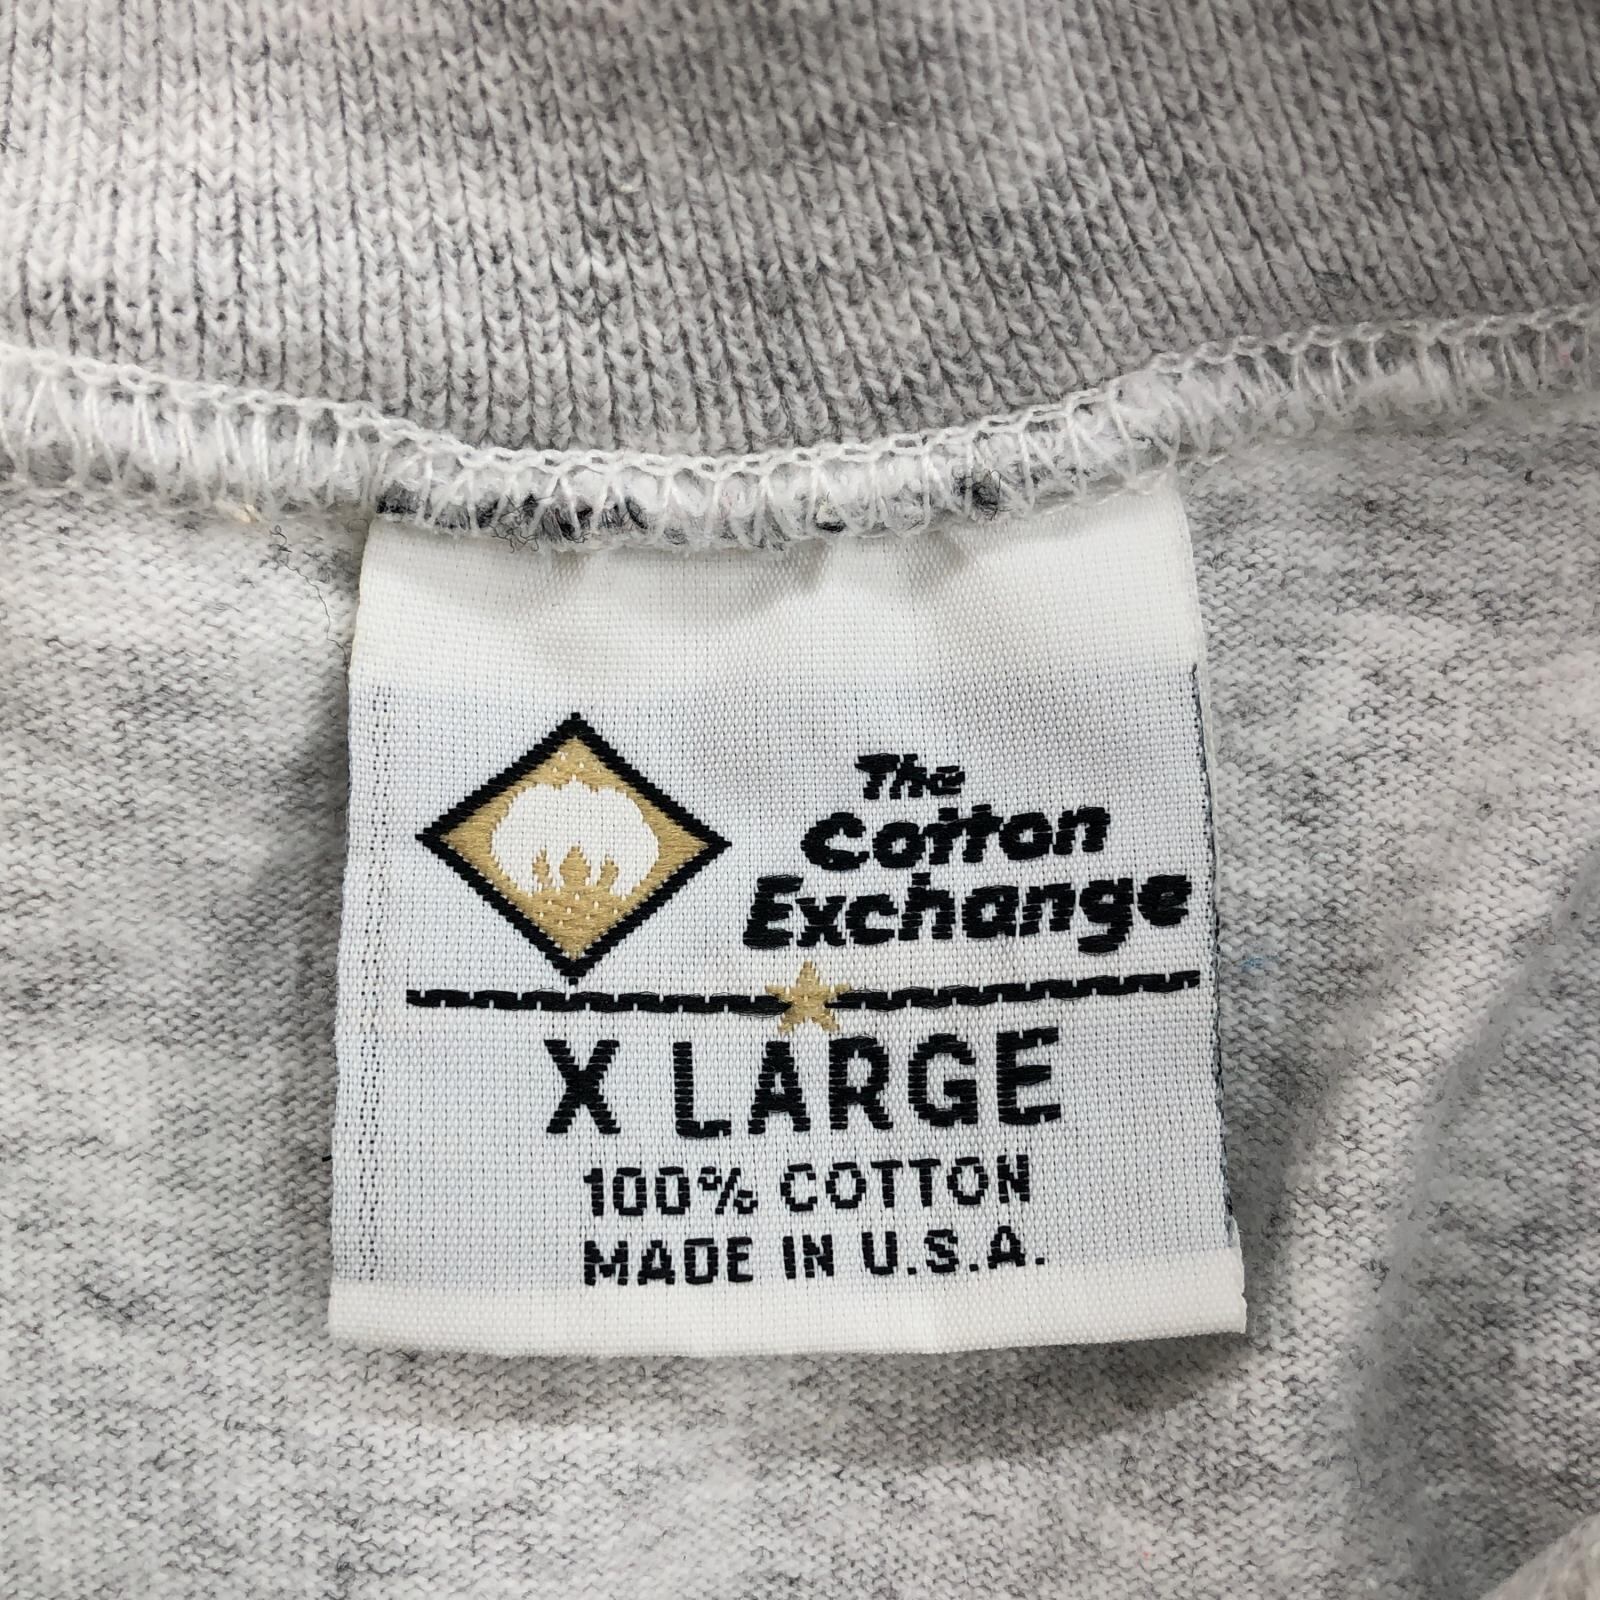 The
Cotton
Exchange
X LARGE
100% COTTON
MADE IN U.S.A.